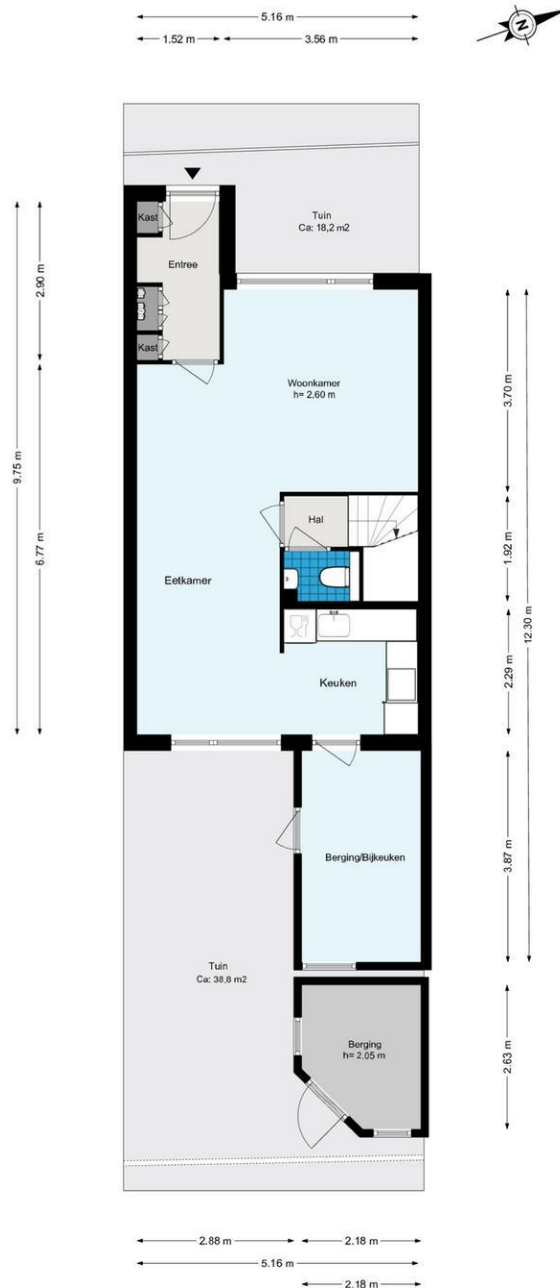 5.16 m
1.52 m
3.56 m
N
Kast
Tuin
Ca: 18,2 m2
Entree
2.90 m
Kast
Woonkamer
h= 2,60 m
3.70 m
9.75 m
Hal
1.92 m
6.77 m
Eetkamer
12.30 m
Keuken
2.29 m
Berging/Bijkeuken
3.87 m
Tuin
Ca: 38,8 m2
Berging
h= 2,05 m
2.63 m
2.88 m
2.18 m
5.16 m
2.18 m